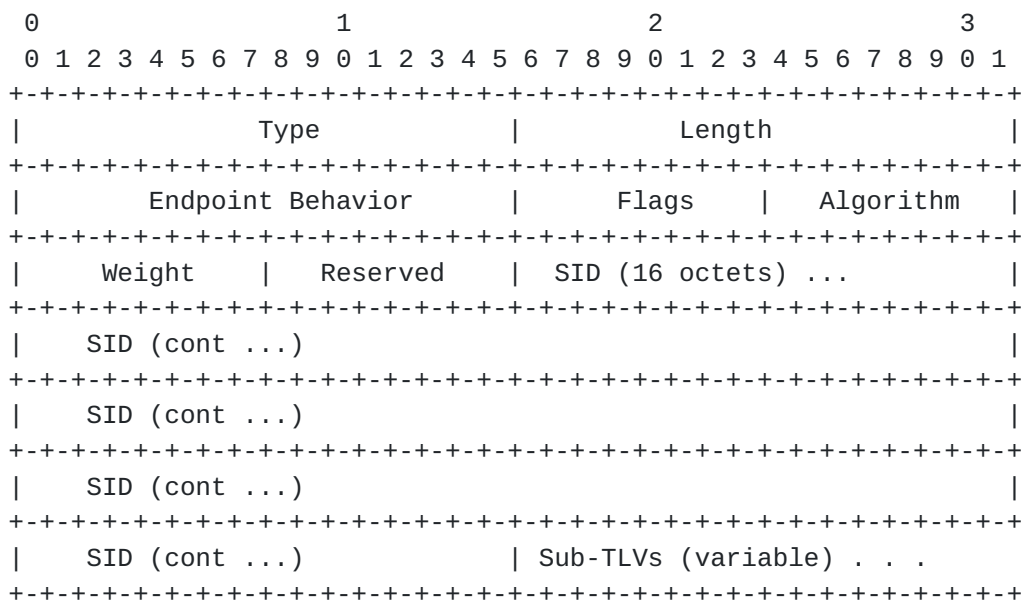 0                   1                   2                   3
 0 1 2 3 4 5 6 7 8 9 0 1 2 3 4 5 6 7 8 9 0 1 2 3 4 5 6 7 8 9 0 1
+-+-+-+-+-+-+-+-+-+-+-+-+-+-+-+-+-+-+-+-+-+-+-+-+-+-+-+-+-+-+-+-+
|               Type            |          Length               |
+-+-+-+-+-+-+-+-+-+-+-+-+-+-+-+-+-+-+-+-+-+-+-+-+-+-+-+-+-+-+-+-+
|        Endpoint Behavior      |      Flags    |   Algorithm   |
+-+-+-+-+-+-+-+-+-+-+-+-+-+-+-+-+-+-+-+-+-+-+-+-+-+-+-+-+-+-+-+-+
|     Weight    |   Reserved    |  SID (16 octets) ...          |
+-+-+-+-+-+-+-+-+-+-+-+-+-+-+-+-+-+-+-+-+-+-+-+-+-+-+-+-+-+-+-+-+
|    SID (cont ...)                                             |
+-+-+-+-+-+-+-+-+-+-+-+-+-+-+-+-+-+-+-+-+-+-+-+-+-+-+-+-+-+-+-+-+
|    SID (cont ...)                                             |
+-+-+-+-+-+-+-+-+-+-+-+-+-+-+-+-+-+-+-+-+-+-+-+-+-+-+-+-+-+-+-+-+
|    SID (cont ...)                                             |
+-+-+-+-+-+-+-+-+-+-+-+-+-+-+-+-+-+-+-+-+-+-+-+-+-+-+-+-+-+-+-+-+
|    SID (cont ...)             | Sub-TLVs (variable) . . .
+-+-+-+-+-+-+-+-+-+-+-+-+-+-+-+-+-+-+-+-+-+-+-+-+-+-+-+-+-+-+-+-+